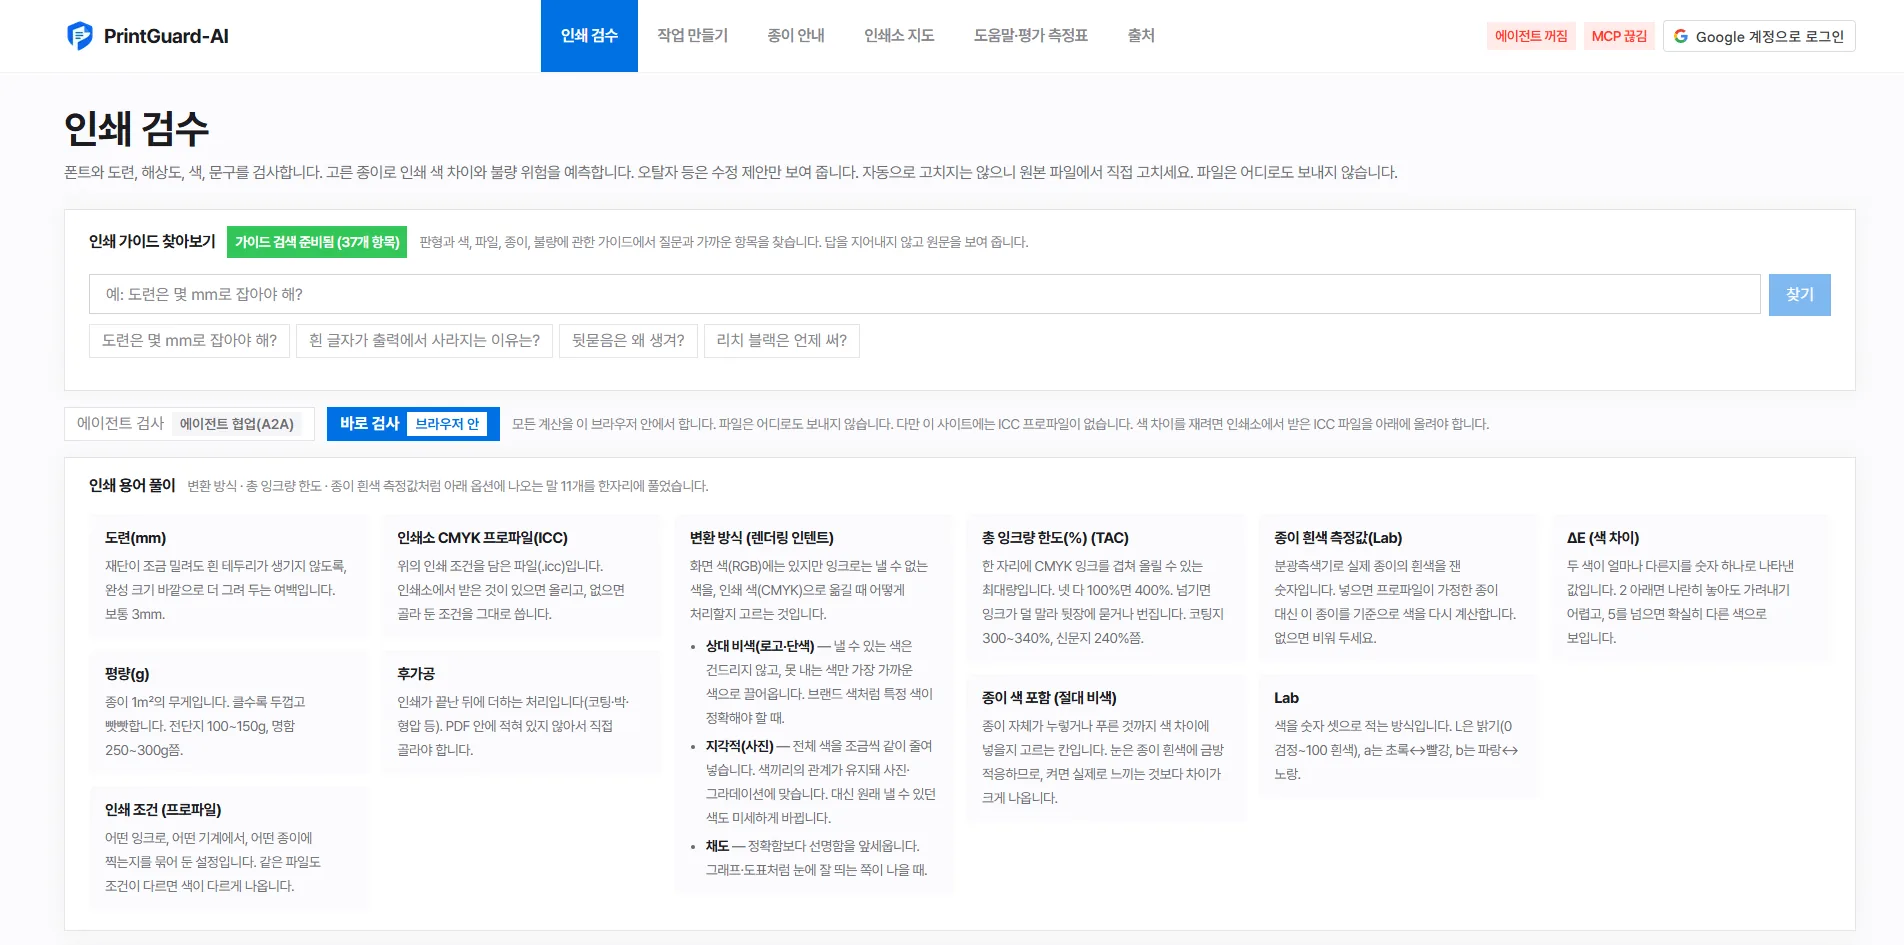 PrintGuard-AI
인쇄 검수
작업 만들기
종이 안내
인쇄소 지도
도움말·평가 측정표
출처
에이전트 꺼짐
MCP 끊김
Google 계정으로 로그인
인쇄 검수
폰트와 도련, 해상도, 색, 문구를 검사합니다. 고른 종이로 인쇄 색 차이와 불량 위험을 예측합니다. 오탈자 등은 수정 제안만 보여 줍니다. 자동으로 고치지는 않으니 원본 파일에서 직접 고치세요. 파일은 어디로도 보내지 않습니다.
인쇄 가이드 찾아보기
가이드 검색 준비됨 (37개 항목)
판형과 색, 파일, 종이, 불량에 관한 가이드에서 질문과 가까운 항목을 찾습니다. 답을 지어내지 않고 원문을 보여 줍니다.
예: 도련은 몇 mm로 잡아야 해?
찾기
도련은 몇 mm로 잡아야 해?
흰 글자가 출력에서 사라지는 이유는?
뒷묻음은 왜 생겨?
리치 블랙은 언제 써?
에이전트 검사 에이전트 협업(A2A)
바로 검사 브라우저 안
모든 계산을 이 브라우저 안에서 합니다. 파일은 어디로도 보내지 않습니다. 다만 이 사이트에는 ICC 프로파일이 없습니다. 색 차이를 재려면 인쇄소에서 받은 ICC 파일을 아래에 올려야 합니다.
인쇄 용어 풀이
변환 방식 · 총 잉크량 한도 · 종이 흰색 측정값처럼 아래 옵션에 나오는 말 11개를 한자리에 풀었습니다.
도련(mm)
재단이 조금 밀려도 흰 테두리가 생기지 않도록,
완성 크기 바깥으로 더 그려 두는 여백입니다.
보통 3mm.
평량(g)
종이 1m²의 무게입니다. 클수록 두껍고
빳빳합니다. 전단지 100~150g, 명함
250~300g쯤.
인쇄 조건 (프로파일)
어떤 잉크로, 어떤 기계에서, 어떤 종이에
찍는지를 묶어 둔 설정입니다. 같은 파일도
조건이 다르면 색이 다르게 나옵니다.
인쇄소 CMYK 프로파일(ICC)
위의 인쇄 조건을 담은 파일(.icc)입니다.
인쇄소에서 받은 것이 있으면 올리고, 없으면
골라 둔 조건을 그대로 씁니다.
후가공
인쇄가 끝난 뒤에 더하는 처리입니다(코팅·박·
형압 등). PDF 안에 적혀 있지 않아서 직접
골라야 합니다.
변환 방식 (렌더링 인텐트)
화면 색(RGB)에는 있지만 잉크로는 낼 수 없는
색을, 인쇄 색(CMYK)으로 옮길 때 어떻게
처리할지 고르는 것입니다.
• 상대 비색(로고·단색) — 낼 수 있는 색은
건드리지 않고, 못 내는 색만 가장 가까운
색으로 끌어옵니다. 브랜드 색처럼 특정 색이
정확해야 할 때.
• 지각적(사진) — 전체 색을 조금씩 같이 줄여
넣습니다. 색끼리의 관계가 유지돼 사진·
그라데이션에 맞습니다. 대신 원래 낼 수 있던
색도 미세하게 바뀝니다.
• 채도 — 정확함보다 선명함을 앞세웁니다.
그래프·도표처럼 눈에 잘 띄는 쪽이 나을 때.
총 잉크량 한도(%) (TAC)
한 자리에 CMYK 잉크를 겹쳐 올릴 수 있는
최대량입니다. 넷 다 100%면 400%. 넘기면
잉크가 덜 말라 뒷장에 묻거나 번집니다. 코팅지
300~340%, 신문지 240%쯤.
종이 색 포함 (절대 비색)
종이 자체가 누렇거나 푸른 것까지 색 차이에
넣을지 고르는 칸입니다. 눈은 종이 흰색에 금방
적응하므로, 켜면 실제로 느끼는 것보다 차이가
크게 나옵니다.
종이 흰색 측정값(Lab)
분광측색기로 실제 종이의 흰색을 잰
숫자입니다. 넣으면 프로파일이 가정한 종이
대신 이 종이를 기준으로 색을 다시 계산합니다.
없으면 비워 두세요.
Lab
색을 숫자 셋으로 적는 방식입니다. L은 밝기(0
검정~100 흰색), a는 초록↔빨강, b는 파랑↔
노랑.
ΔE (색 차이)
두 색이 얼마나 다른지를 숫자 하나로 나타낸
값입니다. 2 아래면 나란히 놓아도 가려내기
어렵고, 5를 넘으면 확실히 다른 색으로
보입니다.